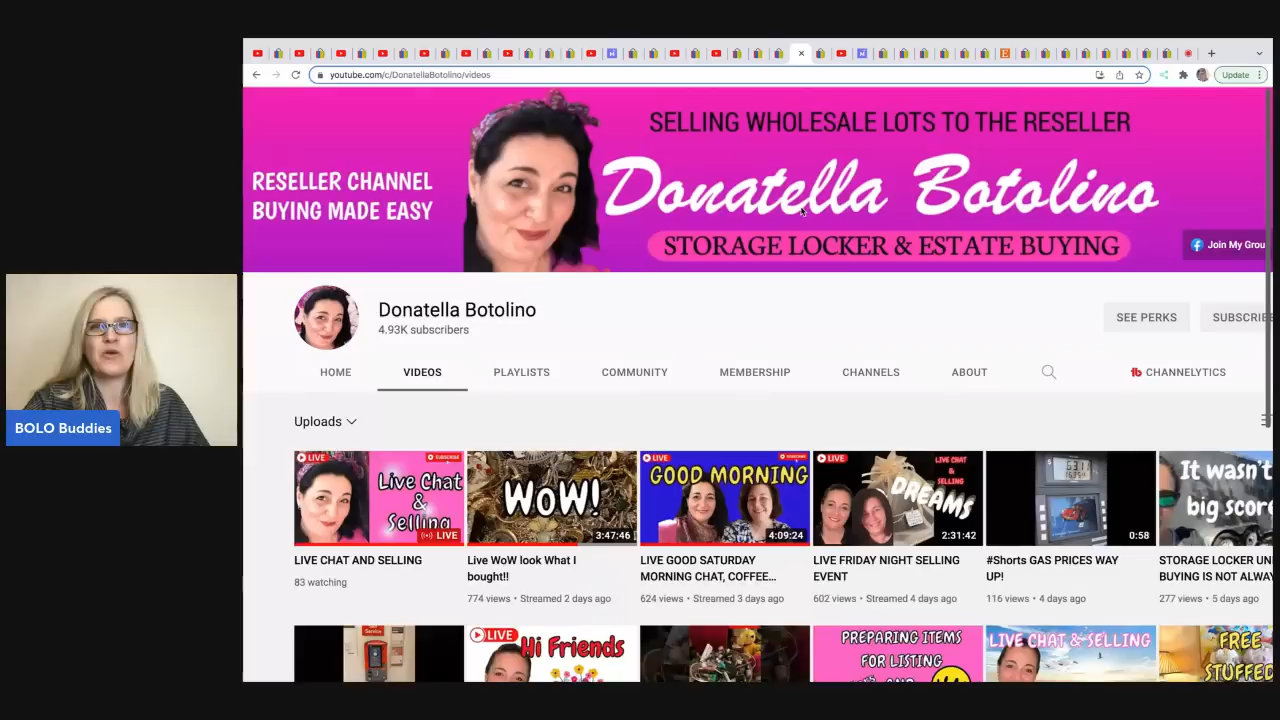 youtube.com/c/DonatellaBotolino/videos
Update
SELLING WHOLESALE LOTS TO THE RESELLER
RESELLER CHANNEL
BUYING MADE EASY
Donatella Botolino
STORAGE LOCKER & ESTATE BUYING
Join My Grou
Donatella Botolino
4.93K subscribers
SEE PERKS
SUBSCRIBE
HOME
VIDEOS
PLAYLISTS
COMMUNITY
MEMBERSHIP
CHANNELS
ABOUT
CHANNELYTICS
BOLO Buddies
Uploads
LIVE
SUBSCRIBE
Live Chat
&
Selling
LIVE
WoW!
3:47:46
LIVE
GOOD MORNING
4:09:24
LIVE
LIVE CHAT
&
SELLING
DREAMS
2:31:42
0:58
It wasn't
big score
LIVE CHAT AND SELLING
83 watching
Live WoW look What I
bought!!
774 views • Streamed 2 days ago
LIVE GOOD SATURDAY
MORNING CHAT, COFFEE...
624 views • Streamed 3 days ago
LIVE FRIDAY NIGHT SELLING
EVENT
602 views • Streamed 4 days ago
#Shorts GAS PRICES WAY
UP!
116 views • 4 days ago
STORAGE LOCKER UN
BUYING IS NOT ALWA
277 views • 5 days ago
Service
LIVE
Hi Friends
PREPARING ITEMS
FOR LISTING
LIVE CHAT & SELLING
FREE
STUFFED